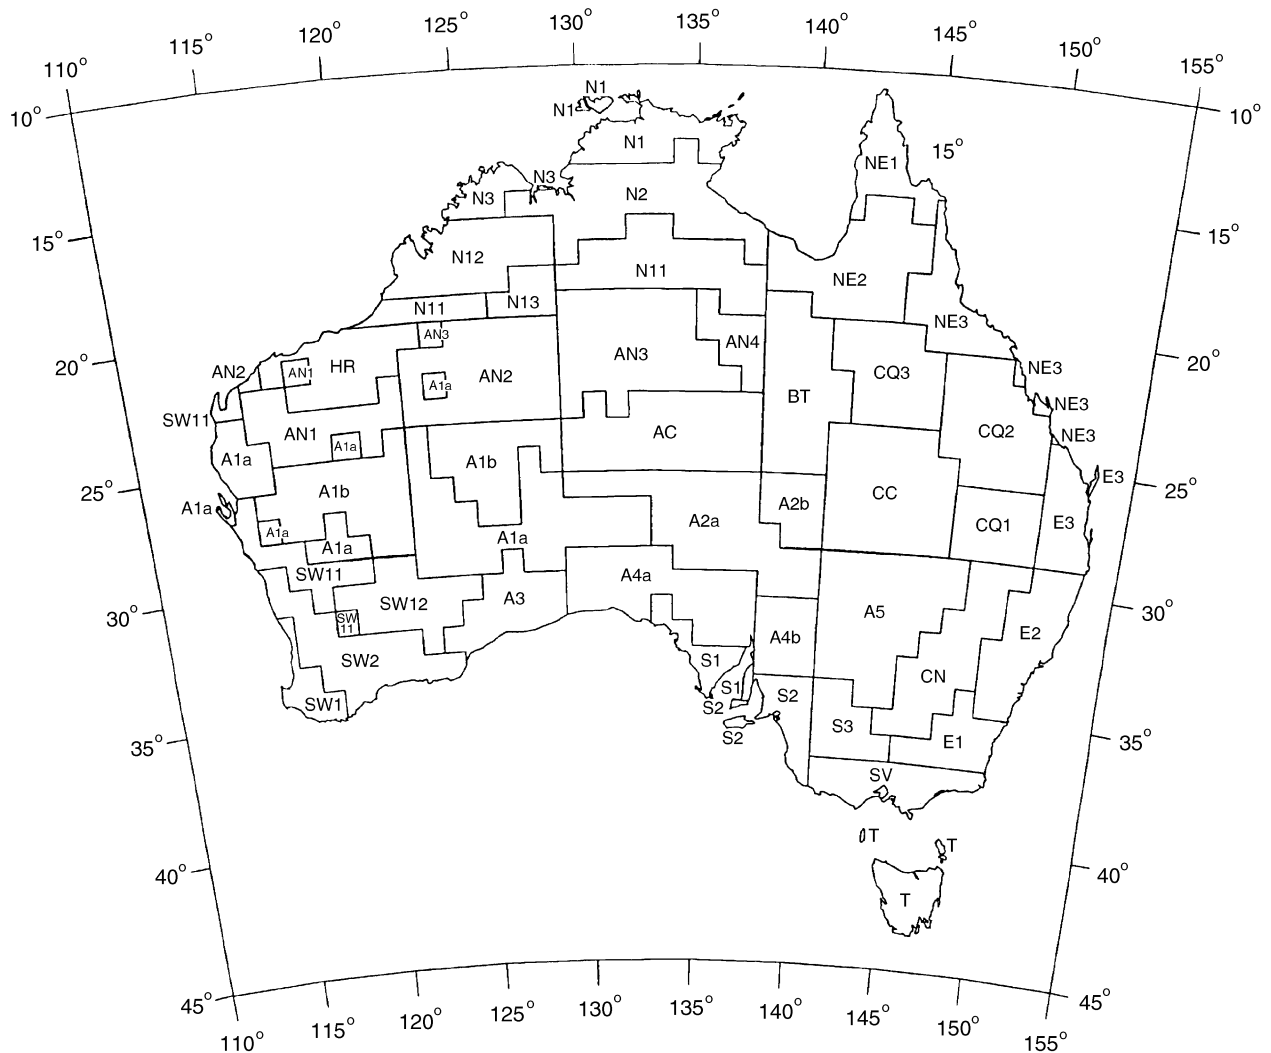 110° 115° 120° 125° 130° 135° 140° 145° 150° 155°
10° 10°
N1
N1
N1 15°
NE1
N3 N3 N2
15° 15°
N12 N11 NE2
N11 N13 NE3
AN3
HR AN3 AN4
20° 20°
AN2 AN1 A1a AN2 CQ3 NE3
BT
SW11 NE3
AN1 AC CQ2 NE3
A1a A1a A1b
E3
25° 25°
A1b CC
A1a A2b
A2a CQ1 E3
A1a A1a A1a
SW11 A4a
30° 30°
SW12 A3 A5
SW 11
A4b E2
SW2 S1
CN
S1 S2
SW1 S2
S3
35° 35°
S2 E1
SV
T T
40° 40°
T
45° 45°
110° 115° 120° 125° 130° 135° 140° 145° 150° 155°